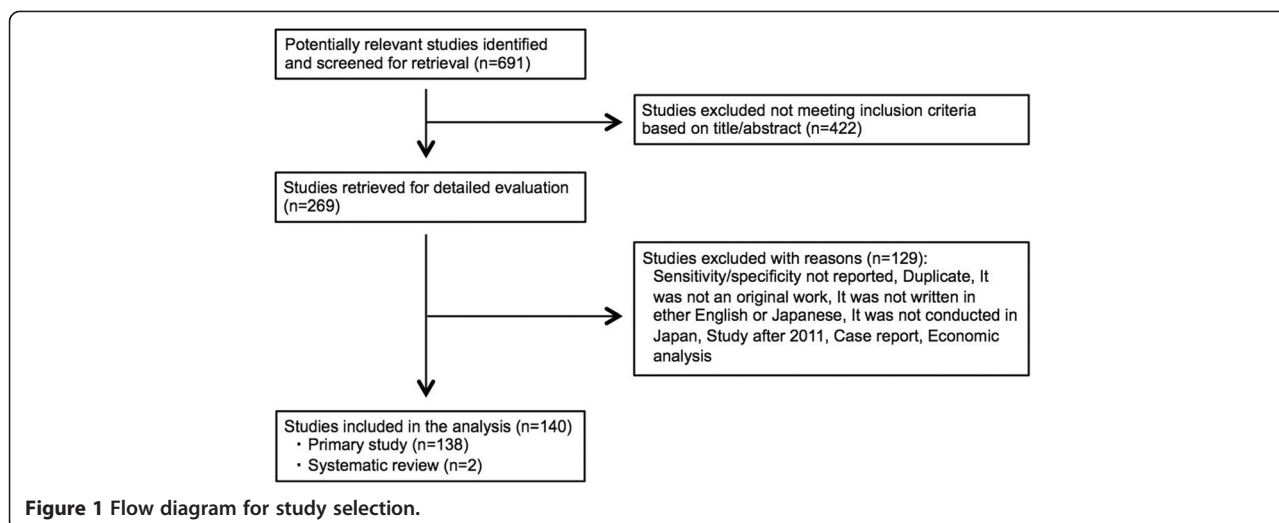 Potentially relevant studies identified
and screened for retrieval (n=691)
Studies excluded not meeting inclusion criteria
based on title/abstract (n=422)
Studies retrieved for detailed evaluation
(n=269)
Studies excluded with reasons (n=129):
Sensitivity/specificity not reported, Duplicate, It
was not an original work, It was not written in
ether English or Japanese, It was not conducted in
Japan, Study after 2011, Case report, Economic
analysis
Studies included in the analysis (n=140)
・Primary study (n=138)
・Systematic review (n=2)
Figure 1 Flow diagram for study selection.